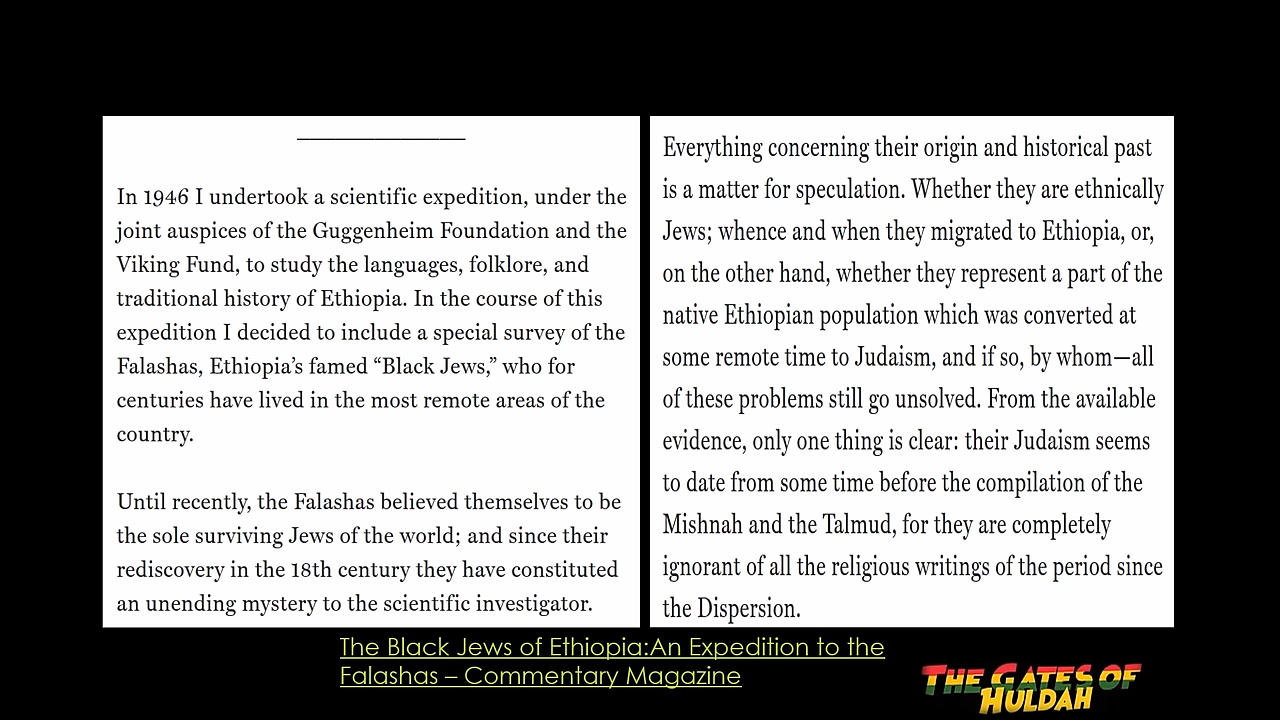 In 1946 I undertook a scientific expedition, under the
joint auspices of the Guggenheim Foundation and the
Viking Fund, to study the languages, folklore, and
traditional history of Ethiopia. In the course of this
expedition I decided to include a special survey of the
Falashas, Ethiopia’s famed “Black Jews,” who for
centuries have lived in the most remote areas of the
country.
Until recently, the Falashas believed themselves to be
the sole surviving Jews of the world; and since their
rediscovery in the 18th century they have constituted
an unending mystery to the scientific investigator.
Everything concerning their origin and historical past
is a matter for speculation. Whether they are ethnically
Jews; whence and when they migrated to Ethiopia, or,
on the other hand, whether they represent a part of the
native Ethiopian population which was converted at
some remote time to Judaism, and if so, by whom—all
of these problems still go unsolved. From the available
evidence, only one thing is clear: their Judaism seems
to date from some time before the compilation of the
Mishnah and the Talmud, for they are completely
ignorant of all the religious writings of the period since
the Dispersion.
The Black Jews of Ethiopia:An Expedition to the
Falashas – Commentary Magazine
THE GATES OF
HULDAH